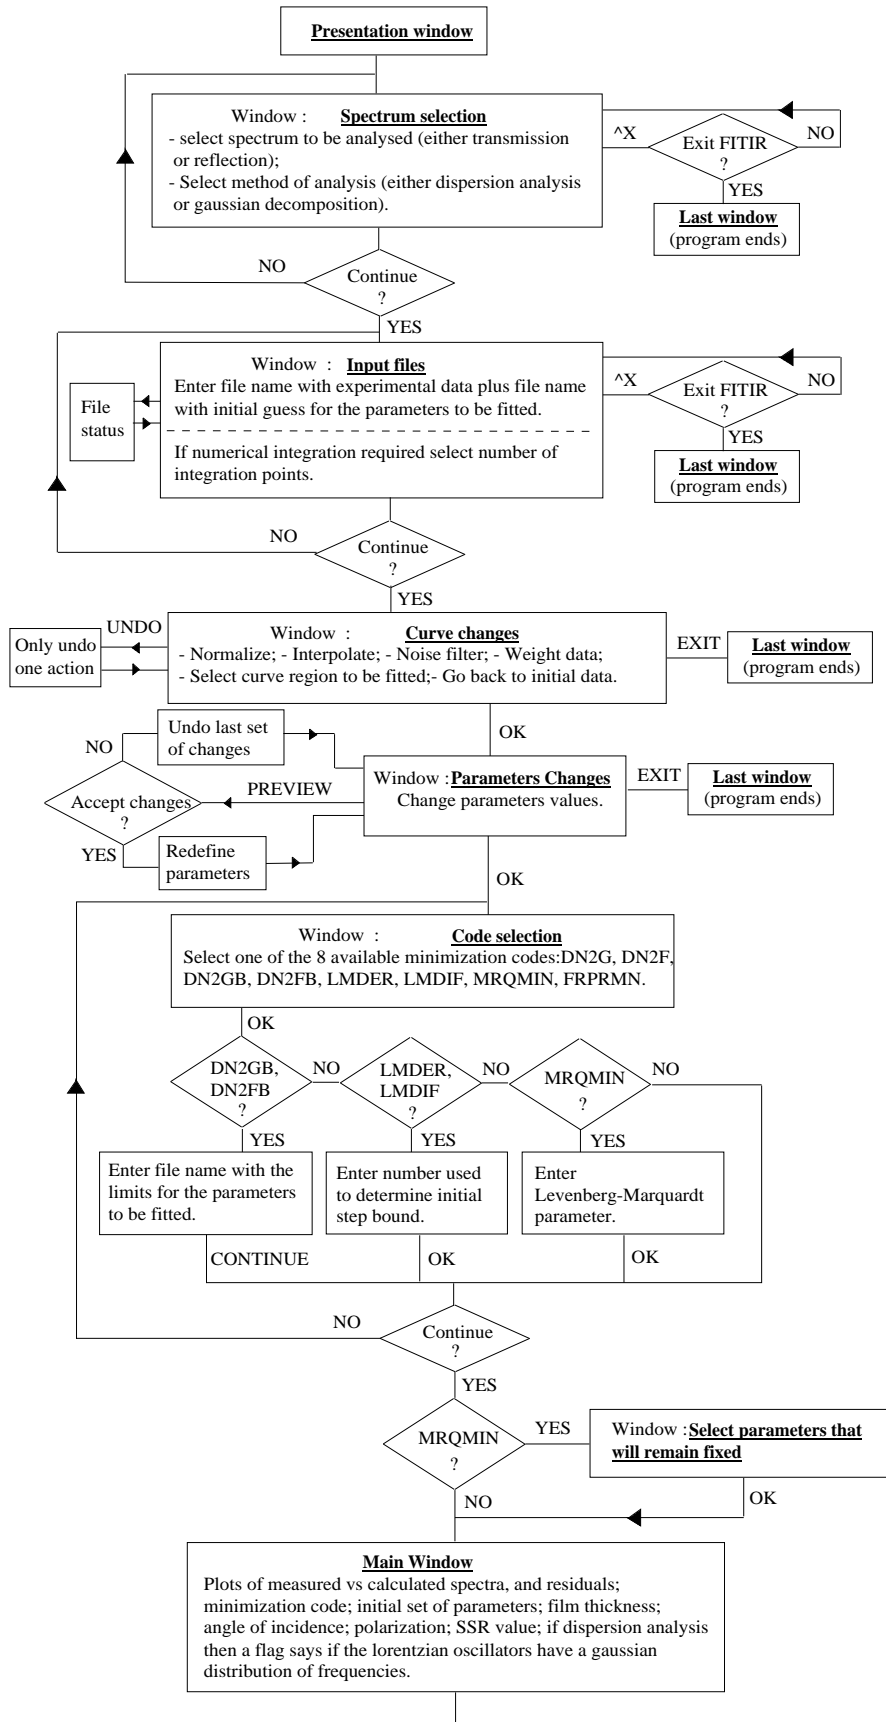 Presentation window
Window : Spectrum selection
- select spectrum to be analysed (either transmission
or reflection);
- Select method of analysis (either dispersion analysis
or gaussian decomposition).
^X
Exit FITIR
?
NO
YES
Last window
(program ends)
NO
Continue
?
YES
Window : Input files
Enter file name with experimental data plus file name
with initial guess for the parameters to be fitted.
If numerical integration required select number of
integration points.
File
status
^X
Exit FITIR
?
NO
YES
Last window
(program ends)
NO
Continue
?
YES
Only undo
one action
UNDO
Window : Curve changes
- Normalize; - Interpolate; - Noise filter; - Weight data;
- Select curve region to be fitted;- Go back to initial data.
EXIT
Last window
(program ends)
OK
Undo last set
of changes
NO
Accept changes
?
PREVIEW
YES
Redefine
parameters
Window :Parameters Changes
Change parameters values.
EXIT
Last window
(program ends)
OK
Window : Code selection
Select one of the 8 available minimization codes:DN2G, DN2F,
DN2GB, DN2FB, LMDER, LMDIF, MRQMIN, FRPRMN.
OK
DN2GB,
DN2FB
?
NO
LMDER,
LMDIF
?
NO
MRQMIN
?
NO
YES
YES
YES
Enter file name with the
limits for the parameters
to be fitted.
Enter number used
to determine initial
step bound.
Enter
Levenberg-Marquardt
parameter.
CONTINUE
OK
OK
NO
Continue
?
YES
MRQMIN
?
YES
Window :Select parameters that
will remain fixed
NO
OK
Main Window
Plots of measured vs calculated spectra, and residuals;
minimization code; initial set of parameters; film thickness;
angle of incidence; polarization; SSR value; if dispersion analysis
then a flag says if the lorentzian oscillators have a gaussian
distribution of frequencies.